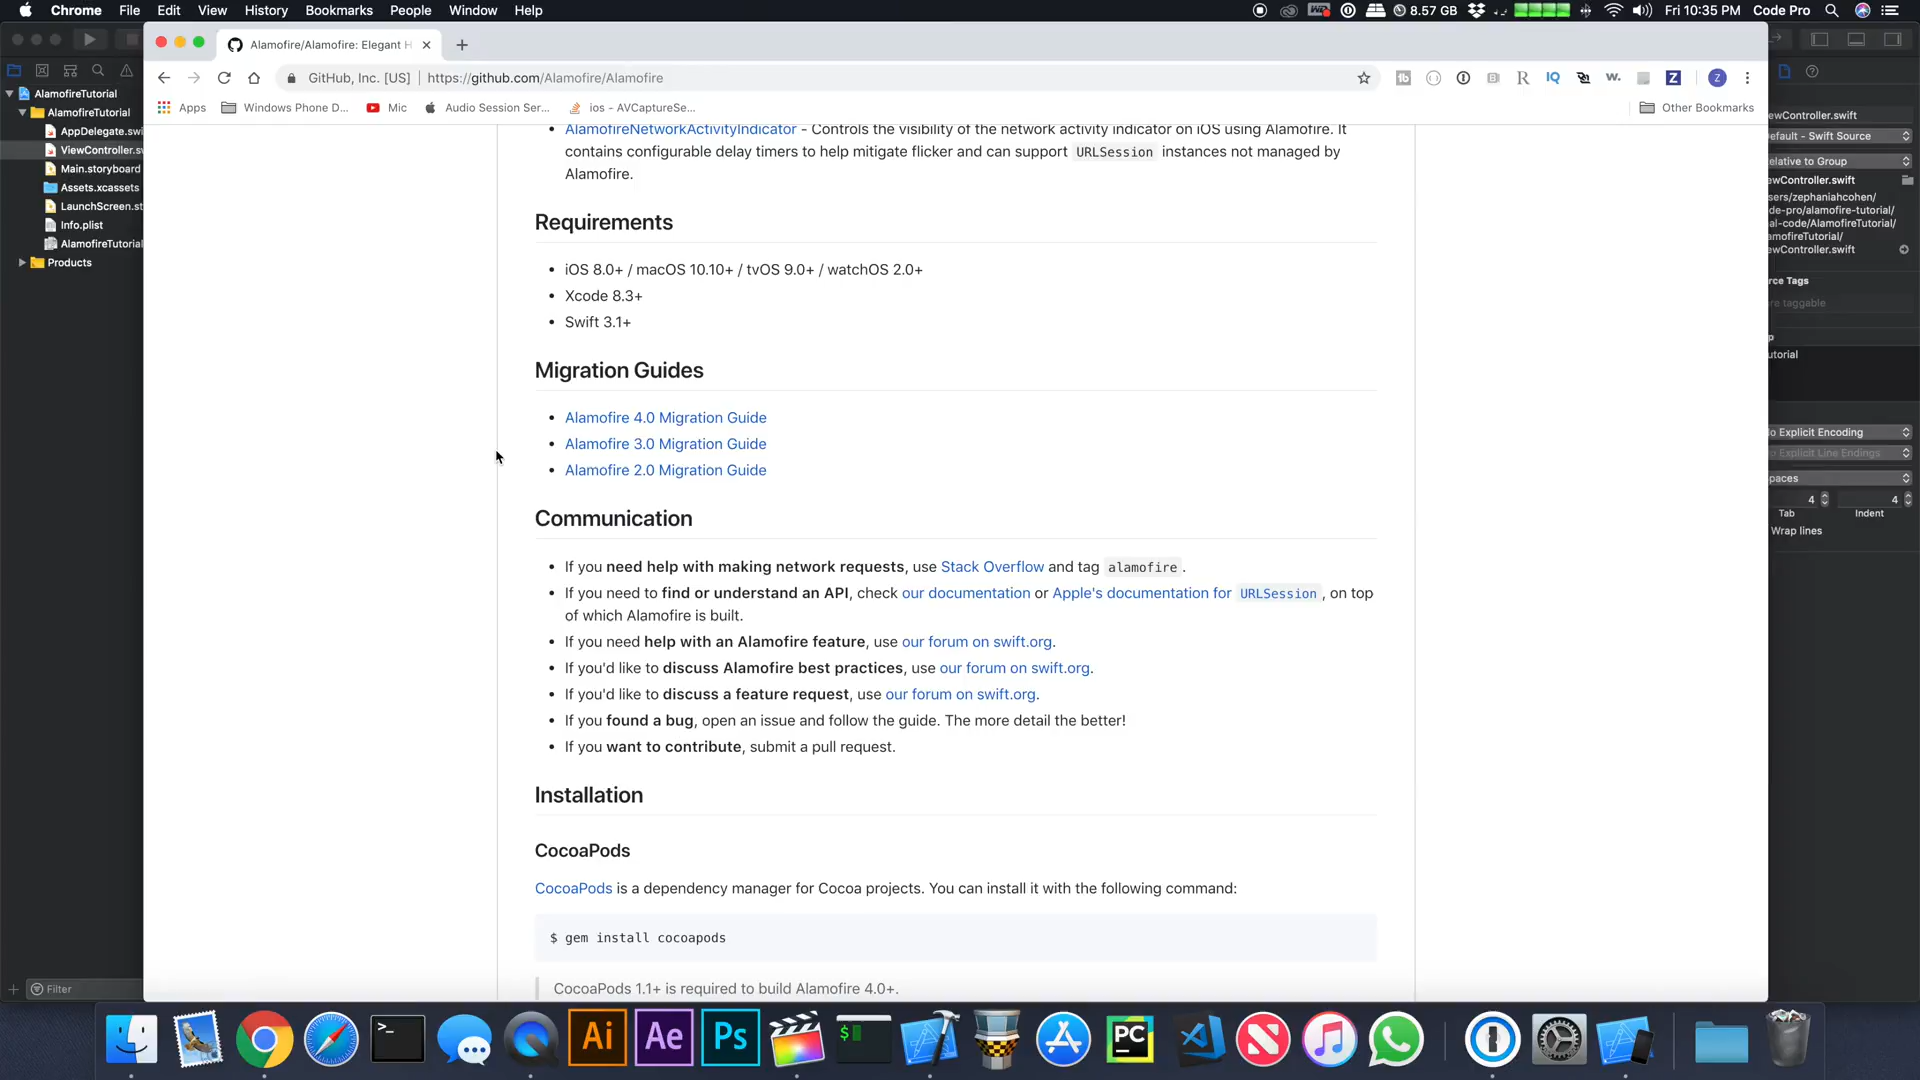 Chrome File Edit View History Bookmarks People Window Help
8.57 GB Fri 10:35 PM Code Pro
Alamofire/Alamofire: Elegant H
GitHub, Inc. [US] https://github.com/Alamofire/Alamofire
Apps Windows Phone D... Mic Audio Session Ser... ios - AVCaptureSe... Other Bookmarks
AlamofireTutorial
AlamofireTutorial
AppDelegate.swi
ViewController.s
Main.storyboard
Assets.xcassets
LaunchScreen.st
Info.plist
AlamofireTutorial
Products
Filter
AlamofireNetworkActivityIndicator - Controls the visibility of the network activity indicator on iOS using Alamofire. It
contains configurable delay timers to help mitigate flicker and can support URLSession instances not managed by
Alamofire.
Requirements
• iOS 8.0+ / macOS 10.10+ / tvOS 9.0+ / watchOS 2.0+
• Xcode 8.3+
• Swift 3.1+
Migration Guides
• Alamofire 4.0 Migration Guide
• Alamofire 3.0 Migration Guide
• Alamofire 2.0 Migration Guide
Communication
• If you need help with making network requests, use Stack Overflow and tag alamofire.
• If you need to find or understand an API, check our documentation or Apple's documentation for URLSession, on top
of which Alamofire is built.
• If you need help with an Alamofire feature, use our forum on swift.org.
• If you'd like to discuss Alamofire best practices, use our forum on swift.org.
• If you'd like to discuss a feature request, use our forum on swift.org.
• If you found a bug, open an issue and follow the guide. The more detail the better!
• If you want to contribute, submit a pull request.
Installation
CocoaPods
CocoaPods is a dependency manager for Cocoa projects. You can install it with the following command:
$ gem install cocoapods
CocoaPods 1.1+ is required to build Alamofire 4.0+.
ewController.swift
efault - Swift Source
elative to Group
ewController.swift
sers/zephaniahcohen/
de-pro/alamofire-tutorial/
al-code/AlamofireTutorial/
amofireTutorial/
ewController.swift
rce Tags
re taggable
p
utorial
o Explicit Encoding
o Explicit Line Endings
paces
4 4
Tab Indent
Wrap lines
Ai Ae Ps PC